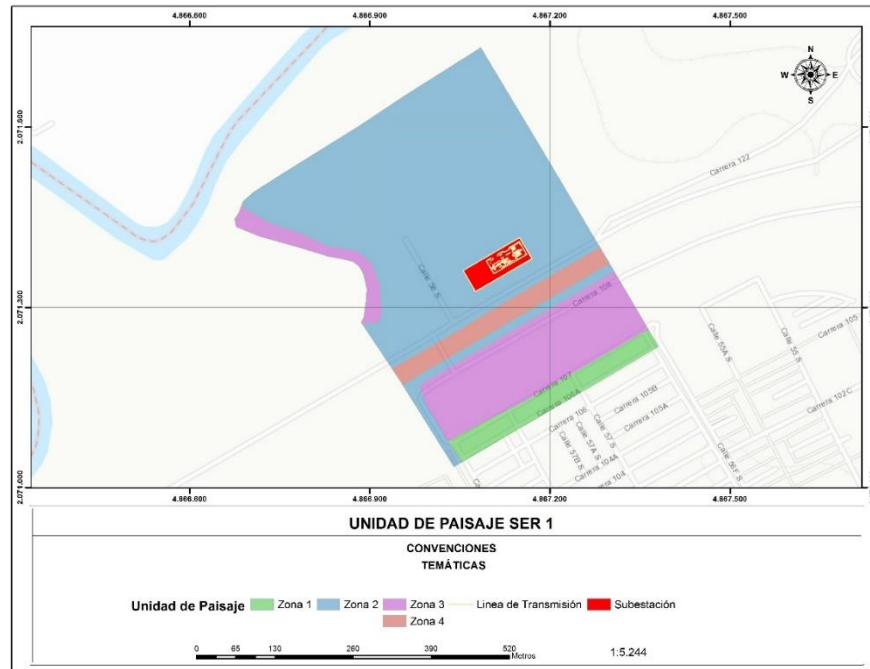 4.866.600 4.866.900 4.867.200 4.867.500
N
W E
S
2.071.600
Carrera 122
Calle 56 S
2.071.300
Carrera 108
Carrera 105
Calle 55A S
Calle 55 S
Carrera 107
Carrera 106A
Carrera 105B
Carrera 102C
Carrera 106
Carrera 105A
Calle 57 S
Calle 57A S
Calle 57B S
Carrera 104A
Carrera 104
Calle 56F S
2.071.000
4.866.600 4.866.900 4.867.200 4.867.500
UNIDAD DE PAISAJE SER 1
CONVENCIONES
TEMÁTICAS
Unidad de Paisaje Zona 1 Zona 2 Zona 3 Linea de Transmisión Subestación
Zona 4
0 65 130 260 390 520 Metros
1:5.244